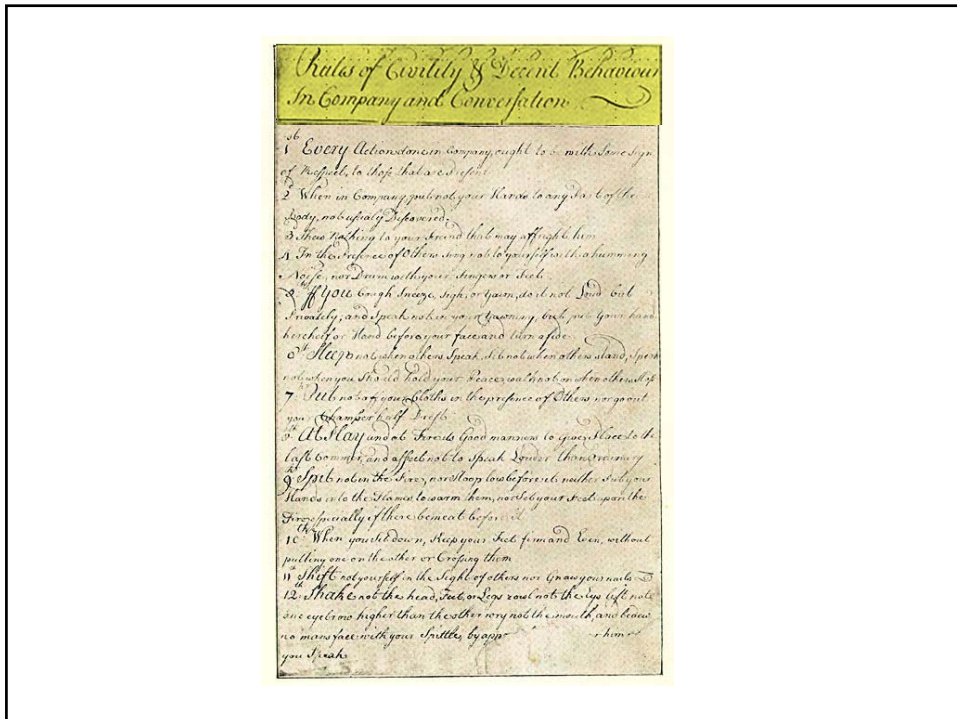 Rules of Civility & Decent Behaviour
In Company and Conversation
1st Every Action done in Company, ought to be with Some Sign
of Respect, to those that are Present
2d When in Company, put not your Hands to any Part of the
Body, not usualy Discovered.
3 Shew Nothing to your Friend that may affright him
4 In the Presence of Others sing not to yourself with a humming
Noise, nor Drum with your Fingers or Feet
5th If You Cough, Sneeze, Sigh, or Yawn, do it not Loud but
Privately; and Speak not in your Yawning, but put Your hand
kercheif or Hand before your face and turn aside
6th Sleep not when others Speak, Sit not when others stand, Speak
not when you Should hold your Peace, walk not on when others Stop
7th Put not off your Cloths in the presence of Others, nor go out
your Chamber half Drest
8th At Play and at Fire its Good manners to Give Place to the
last Commer, and affect not to Speak Louder than Ordinary
9th Spit not in the Fire, nor Stoop low before it neither Put your
Hands into the Flames to warm them, nor Set your Feet upon the
Fire especially if there be meat before it
10th When you Sit down, Keep your Feet firm and Even, without
putting one on the other or Crossing them
11th Shift not yourself in the Sight of others nor Gnaw your nails
12th Shake not the head, Feet, or Legs rowl not the Eys lift not
one eyebrow higher than the other wry not the mouth, and bedew
no mans face with your Spittle, by app r him
you Speak